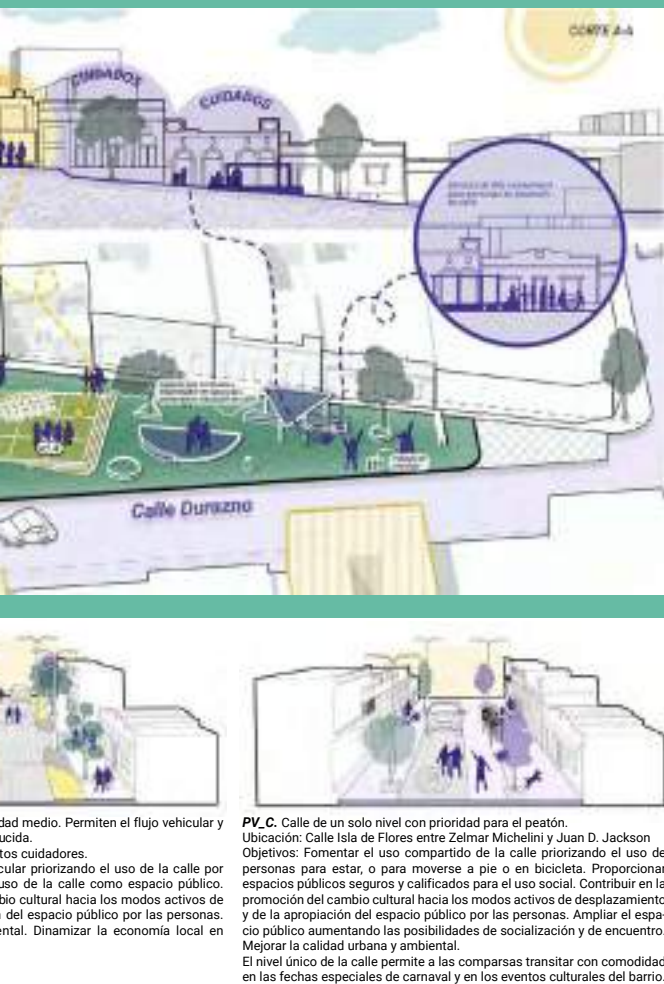 CORTE A-A
CUIDADOS
CUIDADOS
Calle Durazno
dad medio. Permiten el flujo vehicular y
ucida.
tos cuidadores.
cular priorizando el uso de la calle por
uso de la calle como espacio público.
bio cultural hacia los modos activos de
n del espacio público por las personas.
ental. Dinamizar la economía local en
PV_C. Calle de un solo nivel con prioridad para el peatón.
Ubicación: Calle Isla de Flores entre Zelmar Michelini y Juan D. Jackson
Objetivos: Fomentar el uso compartido de la calle priorizando el uso de
personas para estar, o para moverse a pie o en bicicleta. Proporcionar
espacios públicos seguros y calificados para el uso social. Contribuir en la
promoción del cambio cultural hacia los modos activos de desplazamiento
y de la apropiación del espacio público por las personas. Ampliar el espa-
cio público aumentando las posibilidades de socialización y de encuentro.
Mejorar la calidad urbana y ambiental.
El nivel único de la calle permite a las comparsas transitar con comodidad
en las fechas especiales de carnaval y en los eventos culturales del barrio.